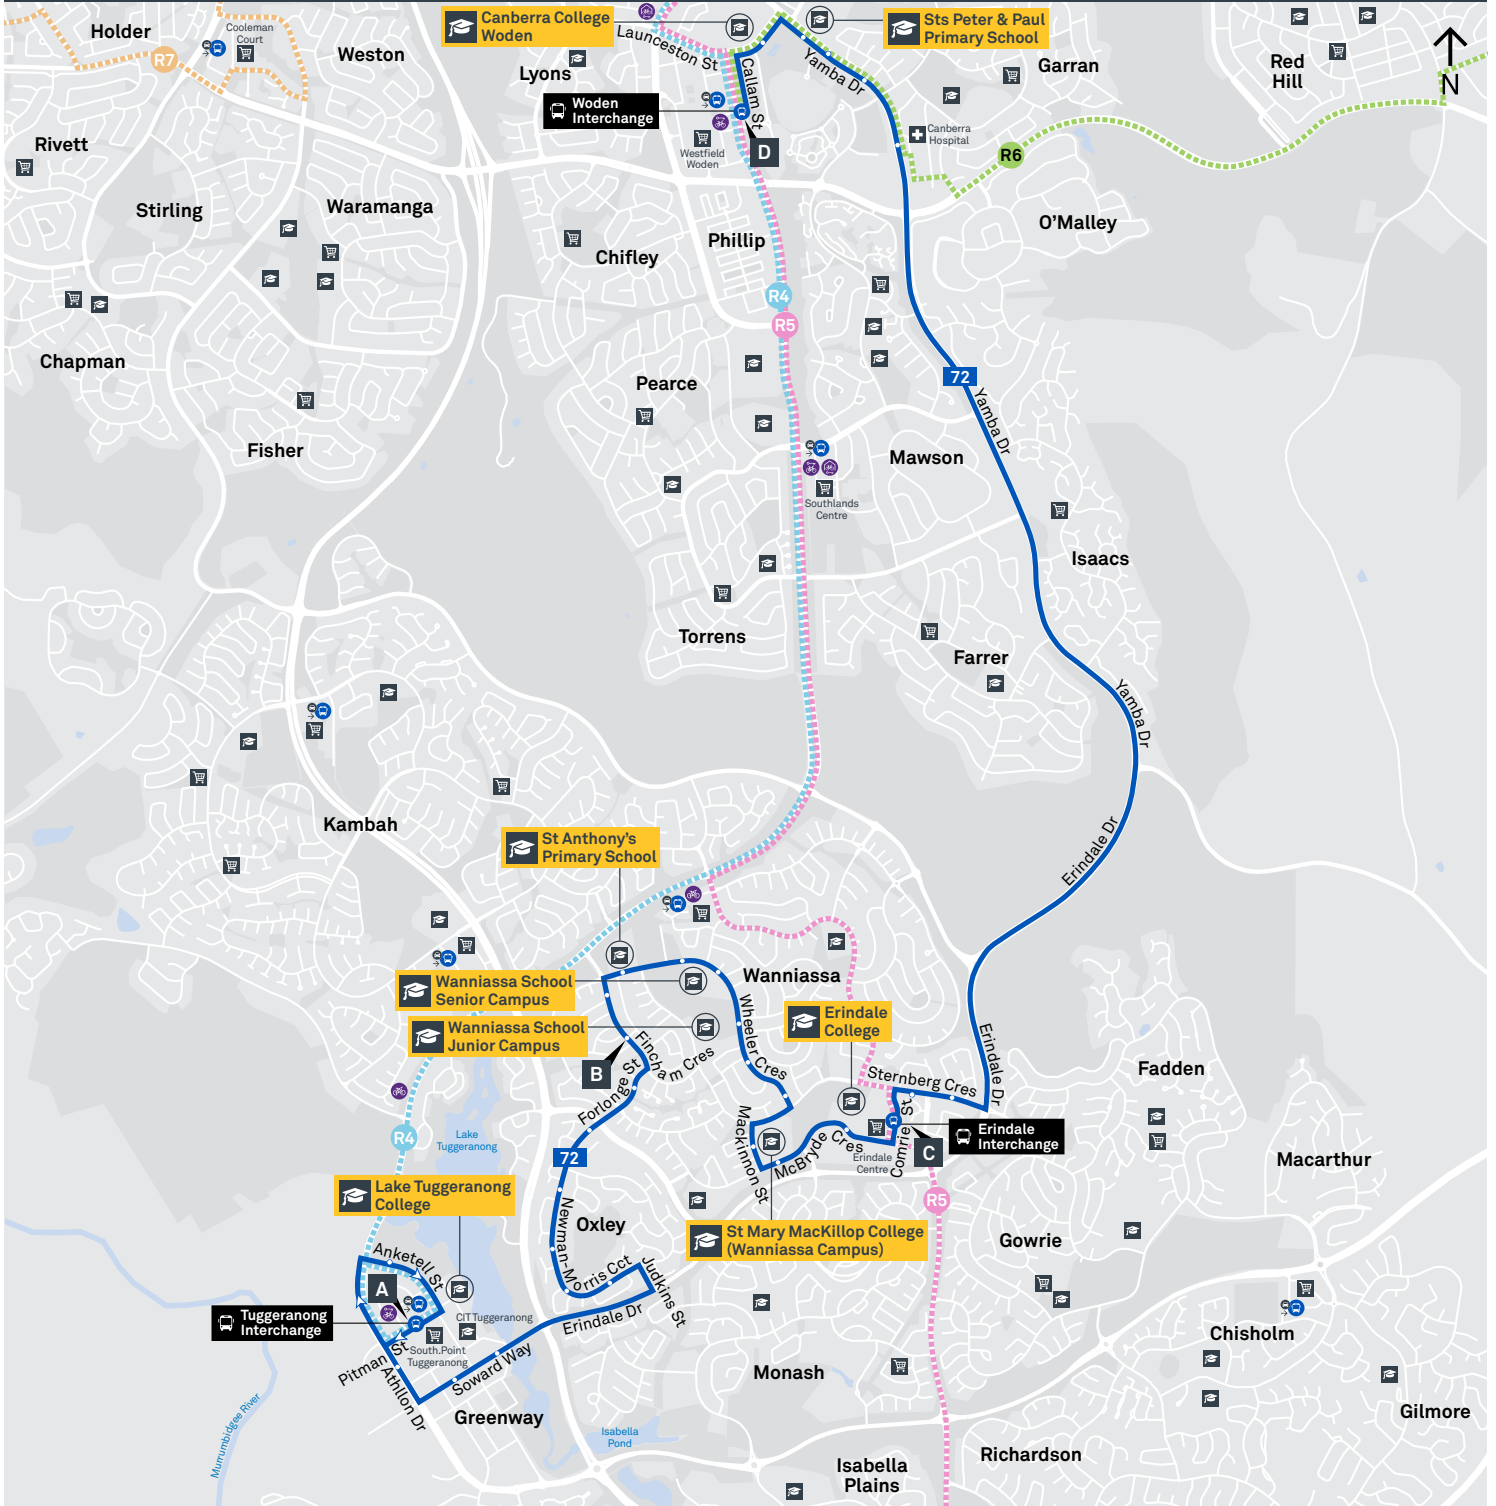 Holder
Cooleman
Court
R7
Weston
Canberra College
Woden
Launceston St
Lyons
Woden
Interchange
Callam St
D
Westfield
Woden
Yamba Dr
Sts Peter & Paul
Primary School
Garran
Red
Hill
N
Canberra
Hospital
R6
Rivett
Stirling
Waramanga
Chifley
Phillip
O'Malley
R4
R5
Chapman
Pearce
72
Yamba Dr
Fisher
Mawson
Southlands
Centre
Isaacs
Torrens
Farrer
Yamba Dr
Kambah
St Anthony's
Primary School
Erindale Dr
Wanniassa School
Senior Campus
Wanniassa
Wanniassa School
Junior Campus
Wheeler Cres
Erindale
College
Fincham Cres
B
Forlonge St
Sternberg Cres
Erindale Dr
Fadden
Mackinnon St
McBryde Cres
Comrie St
Erindale
Centre
C
Erindale
Interchange
R4
Lake
Tuggeranong
72
Macarthur
Lake Tuggeranong
College
Newman-Morris Cct
Oxley
St Mary MacKillop College
(Wanniassa Campus)
R5
Gowrie
Anketell St
A
Judkins St
Erindale Dr
Tuggeranong
Interchange
CIT Tuggeranong
South.Point
Tuggeranong
Pitman St
Athllon Dr
Soward Way
Chisholm
Monash
Greenway
Murrumbidgee River
Isabella
Pond
Gilmore
Isabella
Plains
Richardson